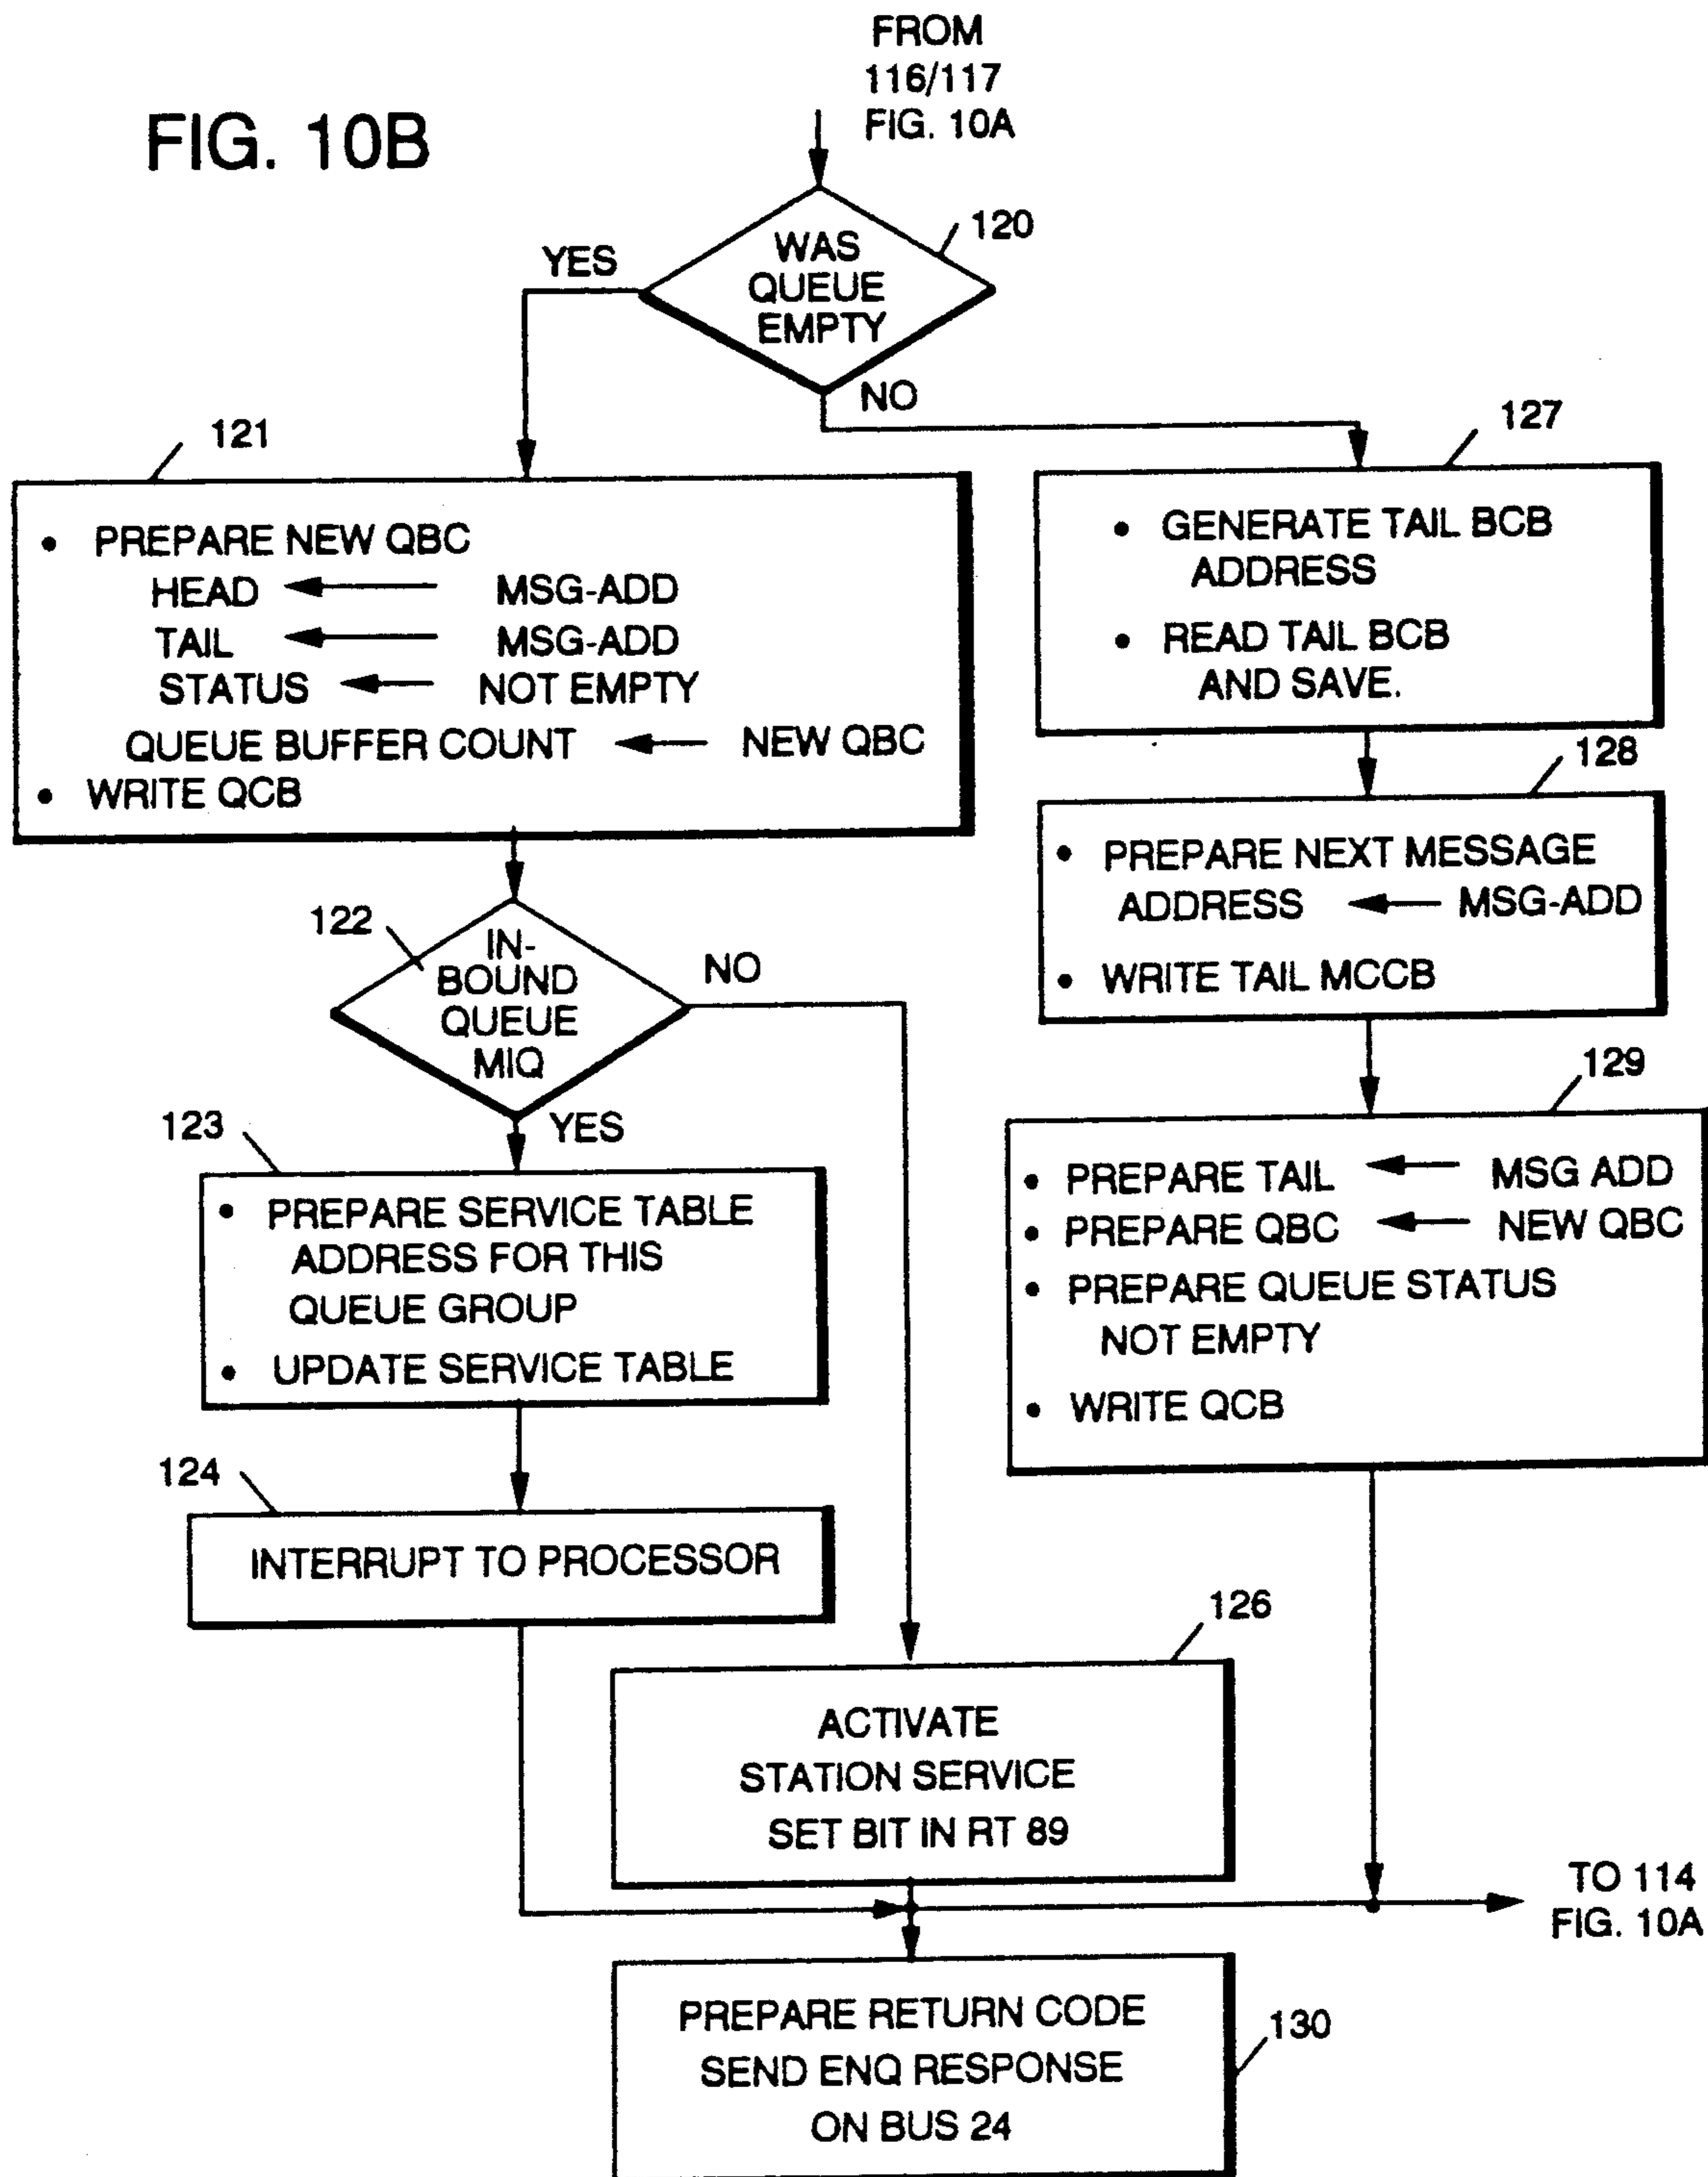 FROM
116/117
FIG. 10A
FIG. 10B
120
WAS
QUEUE
EMPTY
YES
NO
121
• PREPARE NEW QBC
HEAD ← MSG-ADD
TAIL ← MSG-ADD
STATUS ← NOT EMPTY
QUEUE BUFFER COUNT ← NEW QBC
• WRITE QCB
127
• GENERATE TAIL BCB
ADDRESS
• READ TAIL BCB
AND SAVE.
128
• PREPARE NEXT MESSAGE
ADDRESS ← MSG-ADD
• WRITE TAIL MCCB
122
IN-
BOUND
QUEUE
MIQ
NO
YES
123
• PREPARE SERVICE TABLE
ADDRESS FOR THIS
QUEUE GROUP
• UPDATE SERVICE TABLE
129
• PREPARE TAIL ← MSG ADD
• PREPARE QBC ← NEW QBC
• PREPARE QUEUE STATUS
NOT EMPTY
• WRITE QCB
124
INTERRUPT TO PROCESSOR
126
ACTIVATE
STATION SERVICE
SET BIT IN RT 89
TO 114
FIG. 10A
PREPARE RETURN CODE
SEND ENQ RESPONSE
ON BUS 24
130